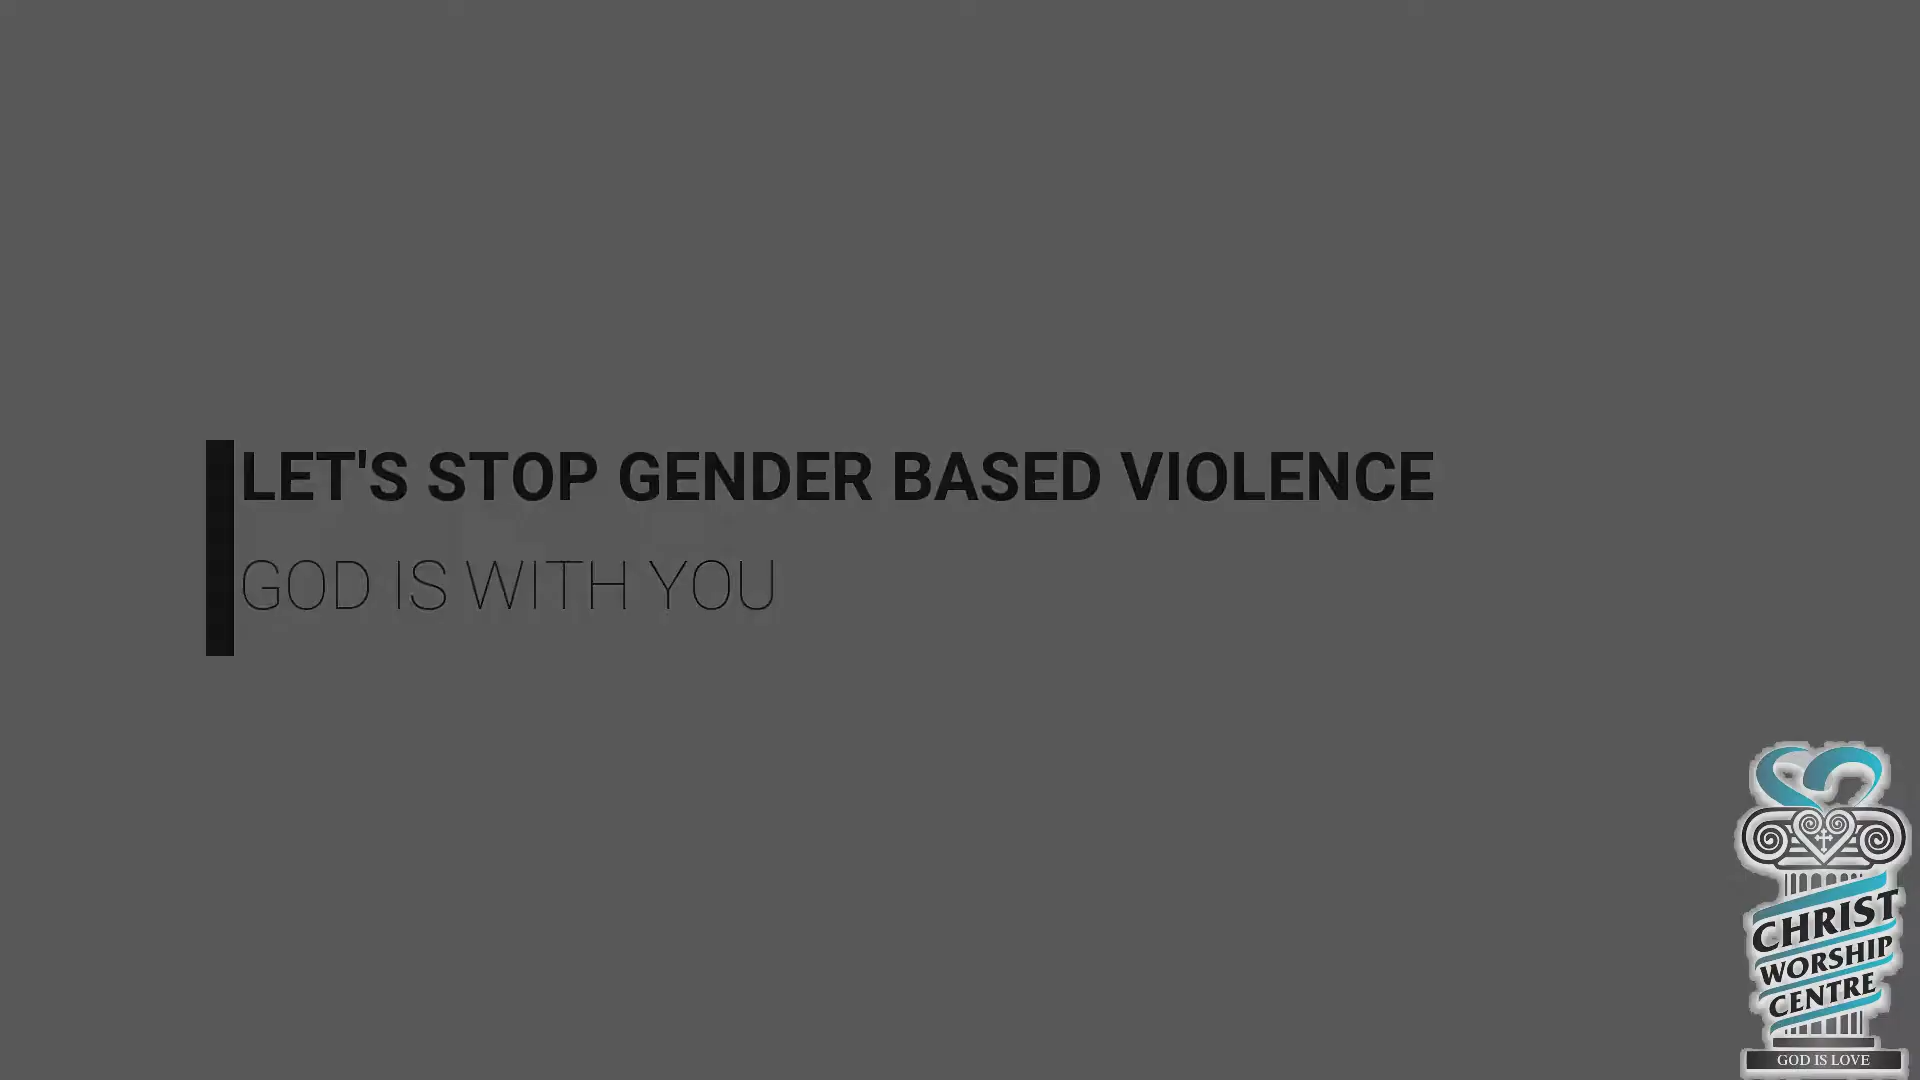 LET'S STOP GENDER BASED VIOLENCE
GOD IS WITH YOU
CHRIST
WORSHIP
CENTRE
GOD IS LOVE